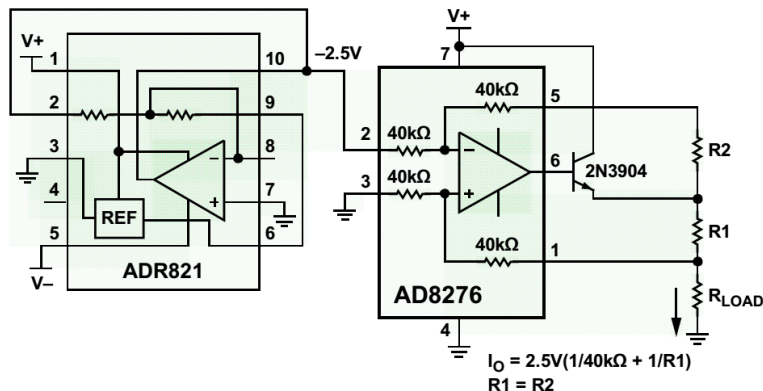 V+
1
2
3
4
5
10
–2.5V
9
8
7
6
–
+
REF
V–
ADR821
V+
7
2
3
40kΩ
40kΩ
40kΩ
40kΩ
–
+
5
6
1
4
AD8276
2N3904
R2
R1
RLOAD
IO = 2.5V(1/40kΩ + 1/R1)
R1 = R2